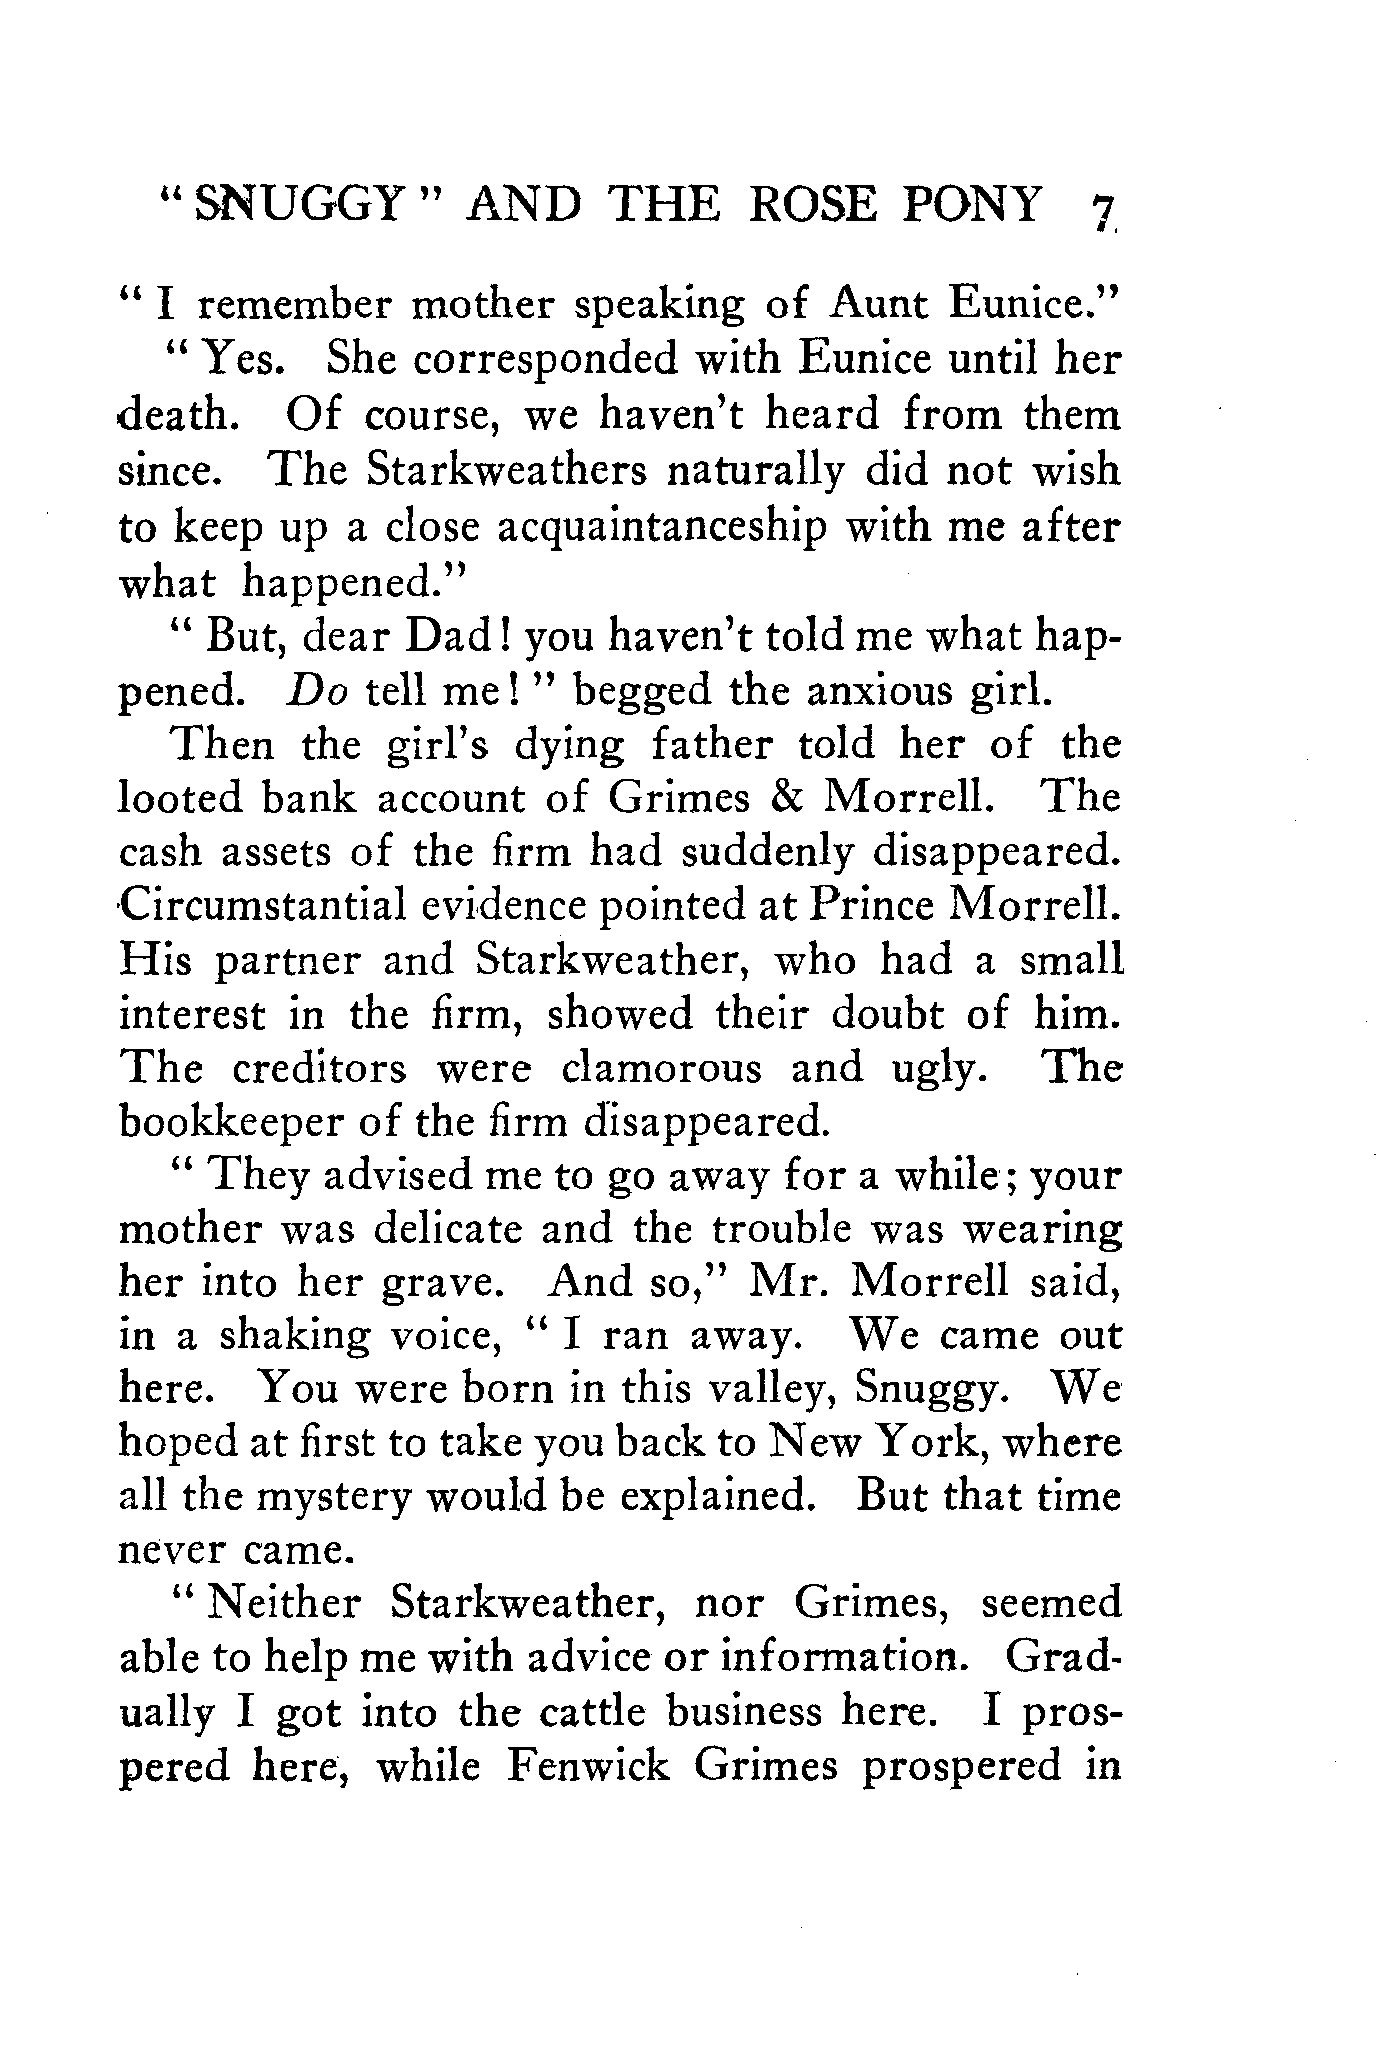 “ SNUGGY ” AND THE ROSE PONY 7
“ I remember mother speaking of Aunt Eunice.”
“ Yes. She corresponded with Eunice until her
death. Of course, we haven’t heard from them
since. The Starkweathers naturally did not wish
to keep up a close acquaintanceship with me after
what happened.”
“ But, dear Dad! you haven’t told me what hap-
pened. Do tell me! ” begged the anxious girl.
Then the girl’s dying father told her of the
looted bank account of Grimes & Morrell. The
cash assets of the firm had suddenly disappeared.
Circumstantial evidence pointed at Prince Morrell.
His partner and Starkweather, who had a small
interest in the firm, showed their doubt of him.
The creditors were clamorous and ugly. The
bookkeeper of the firm disappeared.
“ They advised me to go away for a while; your
mother was delicate and the trouble was wearing
her into her grave. And so,” Mr. Morrell said,
in a shaking voice, “ I ran away. We came out
here. You were born in this valley, Snuggy. We
hoped at first to take you back to New York, where
all the mystery would be explained. But that time
never came.
“ Neither Starkweather, nor Grimes, seemed
able to help me with advice or information. Grad-
ually I got into the cattle business here. I pros-
pered here, while Fenwick Grimes prospered in